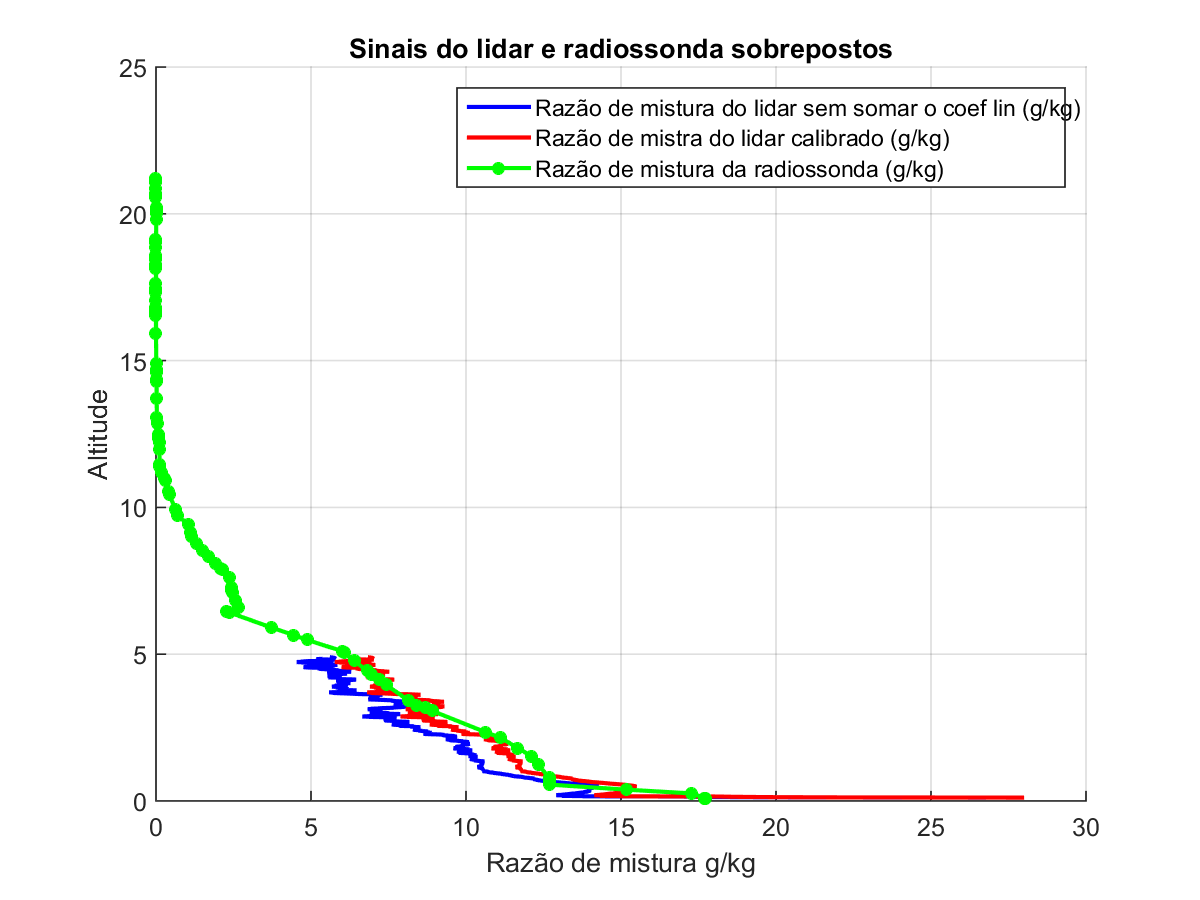 Sinais do lidar e radiossonda sobrepostos
25
Razão de mistura do lidar sem somar o coef lin (g/kg)
Razão de mistra do lidar calibrado (g/kg)
Razão de mistura da radiossonda (g/kg)
20
15
Altitude
10
5
0
0 5 10 15 20 25 30
Razão de mistura g/kg